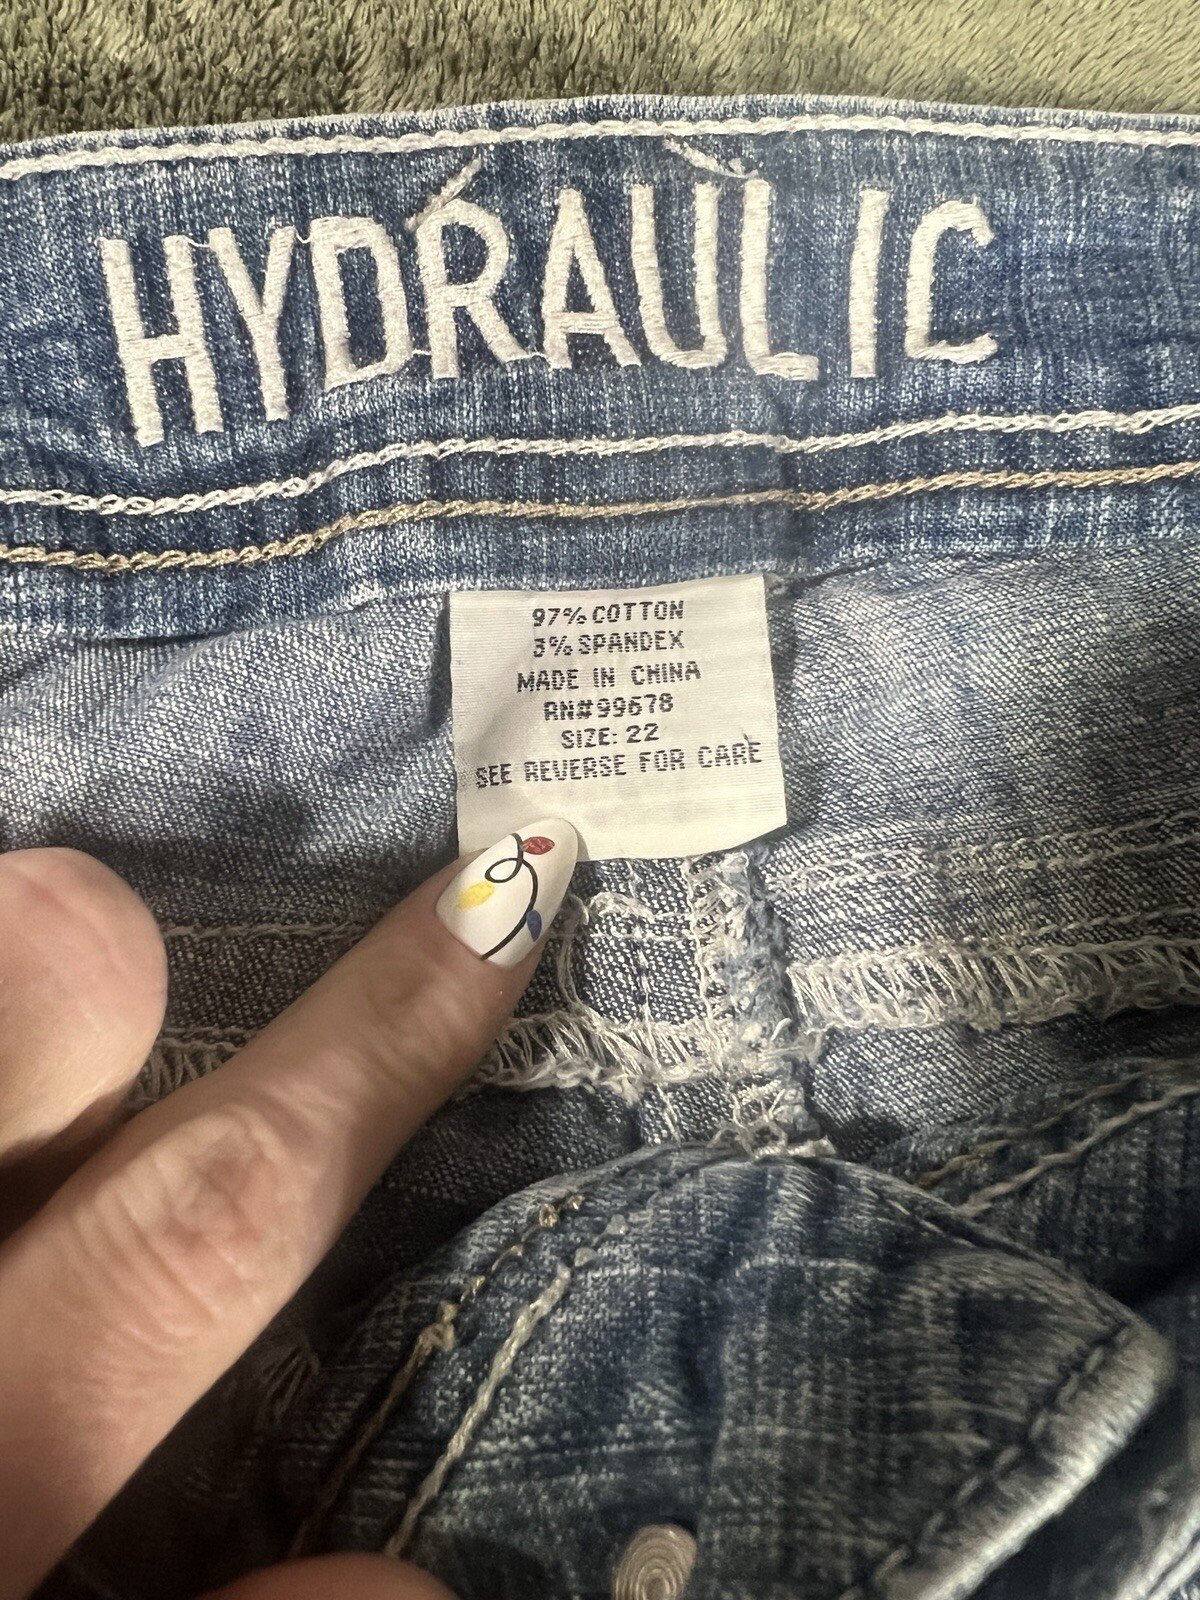 HYDRAULIC
97% COTTON
3% SPANDEX
MADE IN CHINA
RN#99678
SIZE: 22
SEE REVERSE FOR CARE